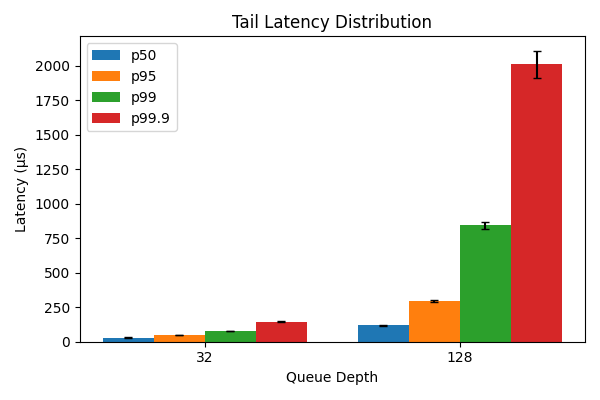 Tail Latency Distribution
p50
p95
p99
p99.9
Latency (µs)
2000
1750
1500
1250
1000
750
500
250
0
32
128
Queue Depth